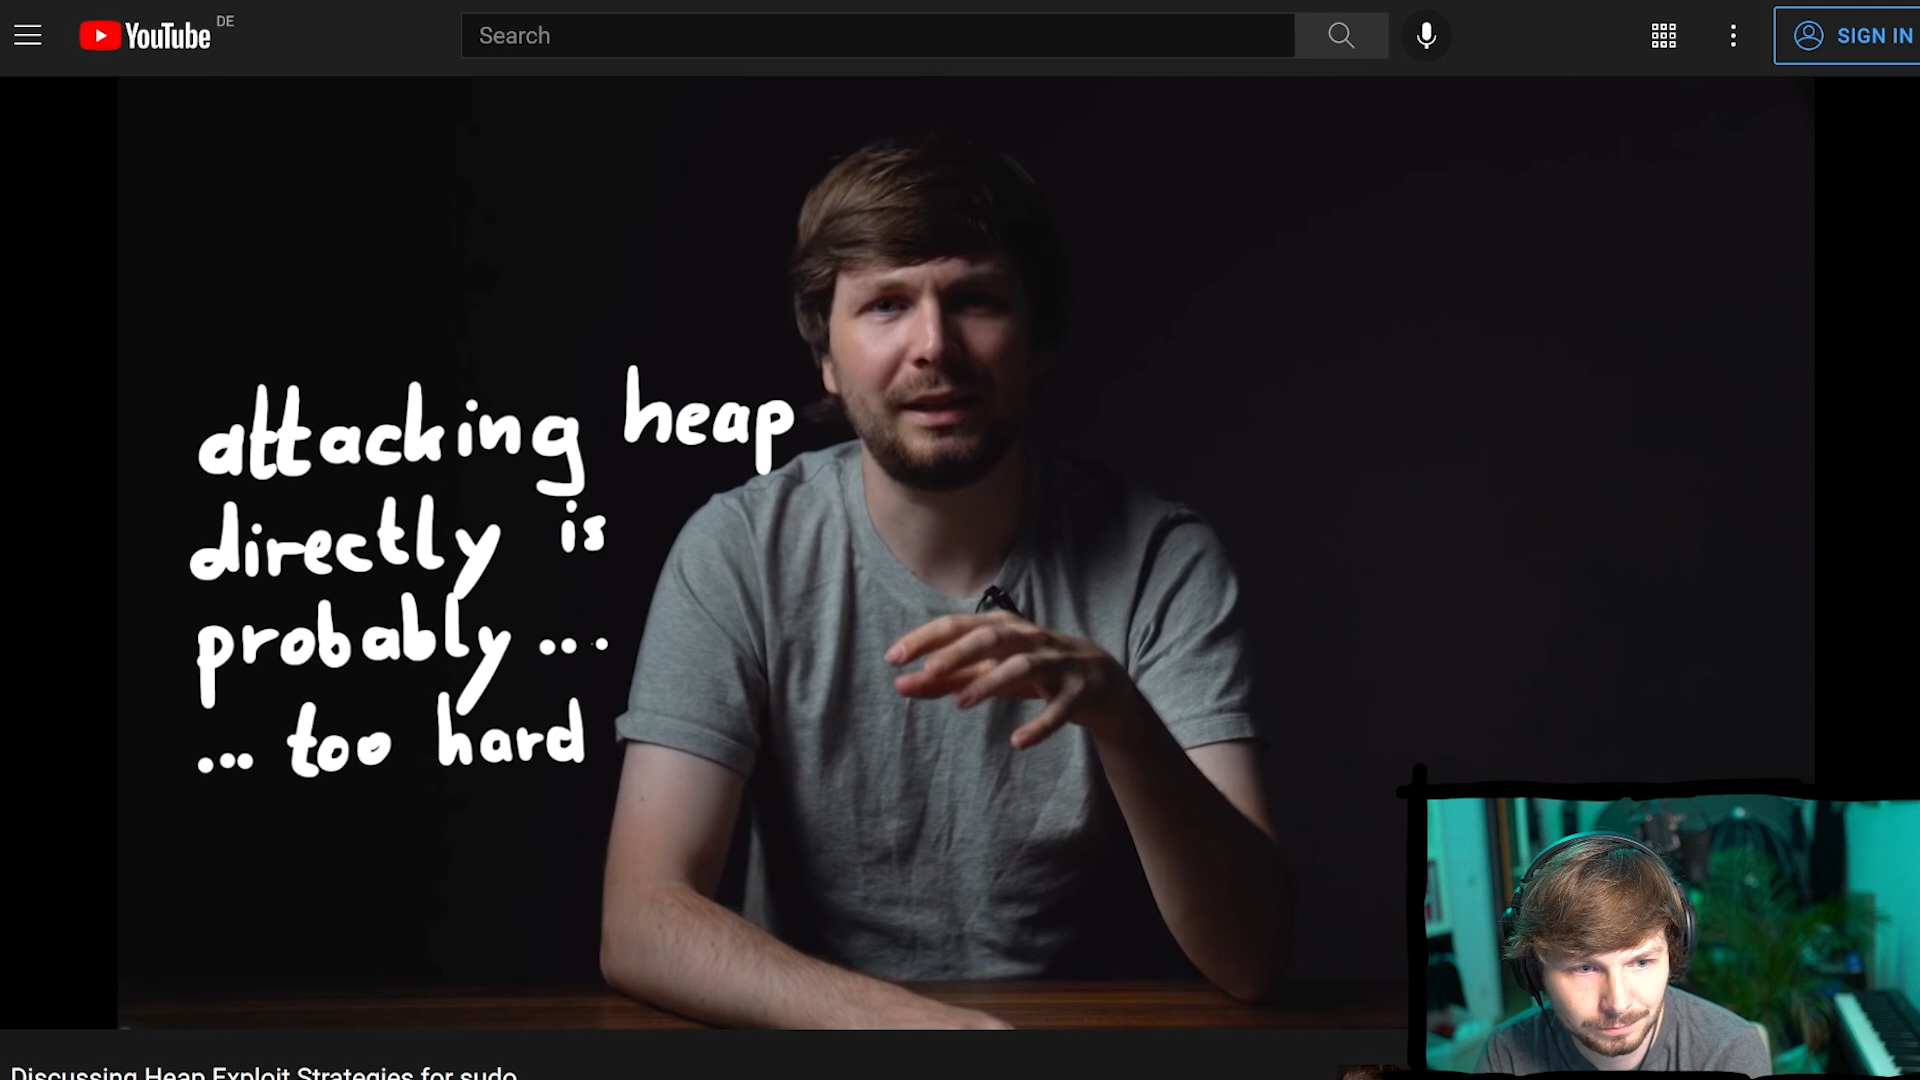 YouTube DE
Search
SIGN IN
attacking heap
directly is
probably ...
... too hard
Discussing Heap Exploit Strategies for sudo